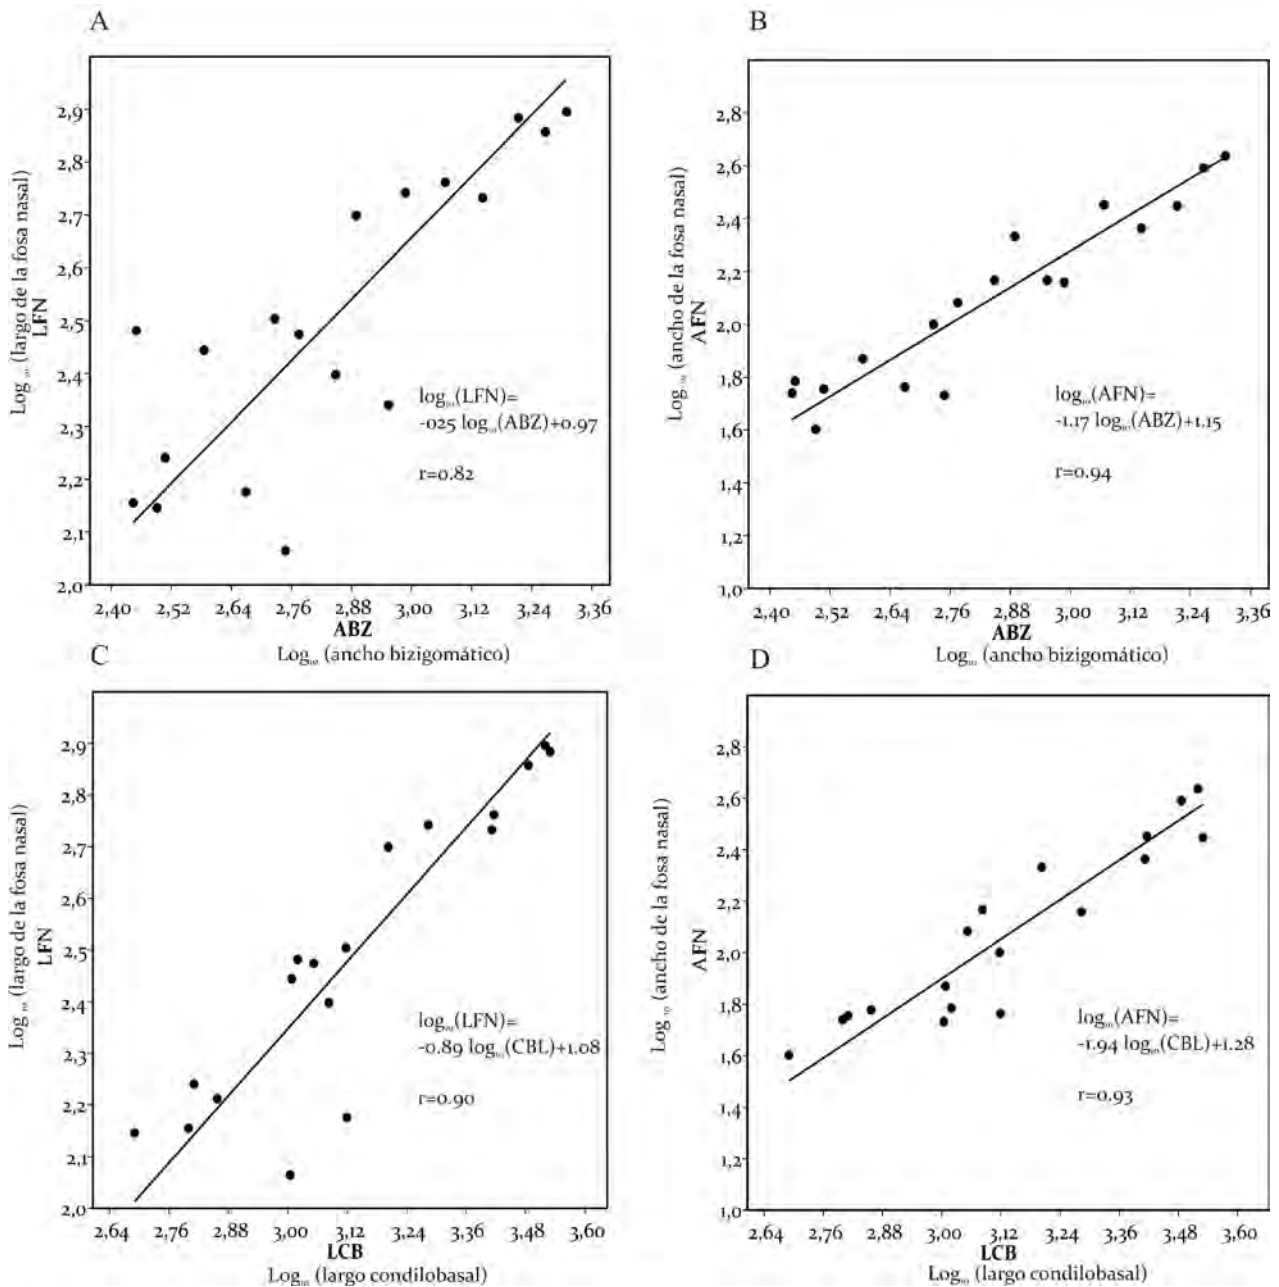 A
2,9
2,8
2,7
2,6
2,5
2,4
2,3
2,2
2,1
2,0
Log₁₀ (largo de la fosa nasal)
LFN
log₁₀(LFN)=
-025 log₁₀(ABZ)+0.97
r=0.82
2,40 2,52 2,64 2,76 2,88 3,00 3,12 3,24 3,36
ABZ
Log₁₀ (ancho bizigomático)
B
2,8
2,6
2,4
2,2
2,0
1,8
1,6
1,4
1,2
1,0
Log₁₀ (ancho de la fosa nasal)
AFN
log₁₀(AFN)=
-1.17 log₁₀(ABZ)+1.15
r=0.94
2,40 2,52 2,64 2,76 2,88 3,00 3,12 3,24 3,36
ABZ
Log₁₀ (ancho bizigomático)
C
2,9
2,8
2,7
2,6
2,5
2,4
2,3
2,2
2,1
2,0
Log₁₀ (largo de la fosa nasal)
LFN
log₁₀(LFN)=
-0.89 log₁₀(CBL)+1.08
r=0.90
2,64 2,76 2,88 3,00 3,12 3,24 3,36 3,48 3,60
LCB
Log₁₀ (largo condilobasal)
D
2,8
2,6
2,4
2,2
2,0
1,8
1,6
1,4
1,2
1,0
Log₁₀ (ancho de la fosa nasal)
AFN
log₁₀(AFN)=
-1.94 log₁₀(CBL)+1.28
r=0.93
2,64 2,76 2,88 3,00 3,12 3,24 3,36 3,48 3,60
LCB
Log₁₀ (largo condilobasal)